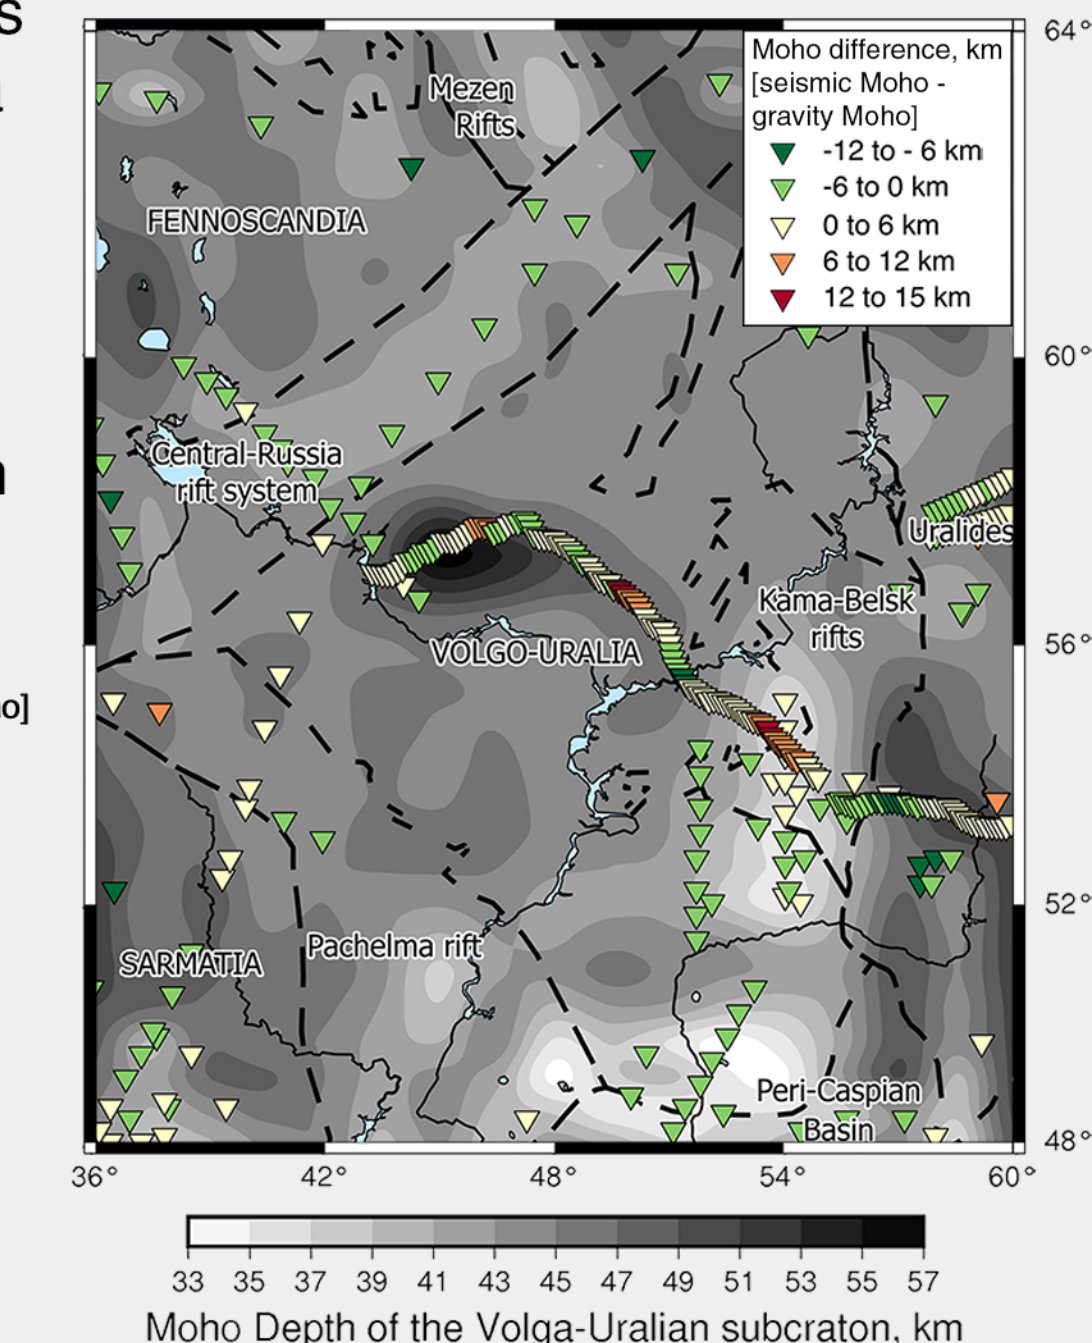 s
Moho difference, km
[seismic Moho -
gravity Moho]
-12 to - 6 km
-6 to 0 km
0 to 6 km
6 to 12 km
12 to 15 km
64°
Mezen
Rifts
FENNOSCANDIA
60°
Central-Russia
rift system
Uralides
Kama-Belsk
rifts
56°
VOLGO-URALIA
o]
52°
Pachelma rift
SARMATIA
Peri-Caspian
Basin
48°
36° 42° 48° 54° 60°
33 35 37 39 41 43 45 47 49 51 53 55 57
Moho Depth of the Volga-Uralian subcraton, km